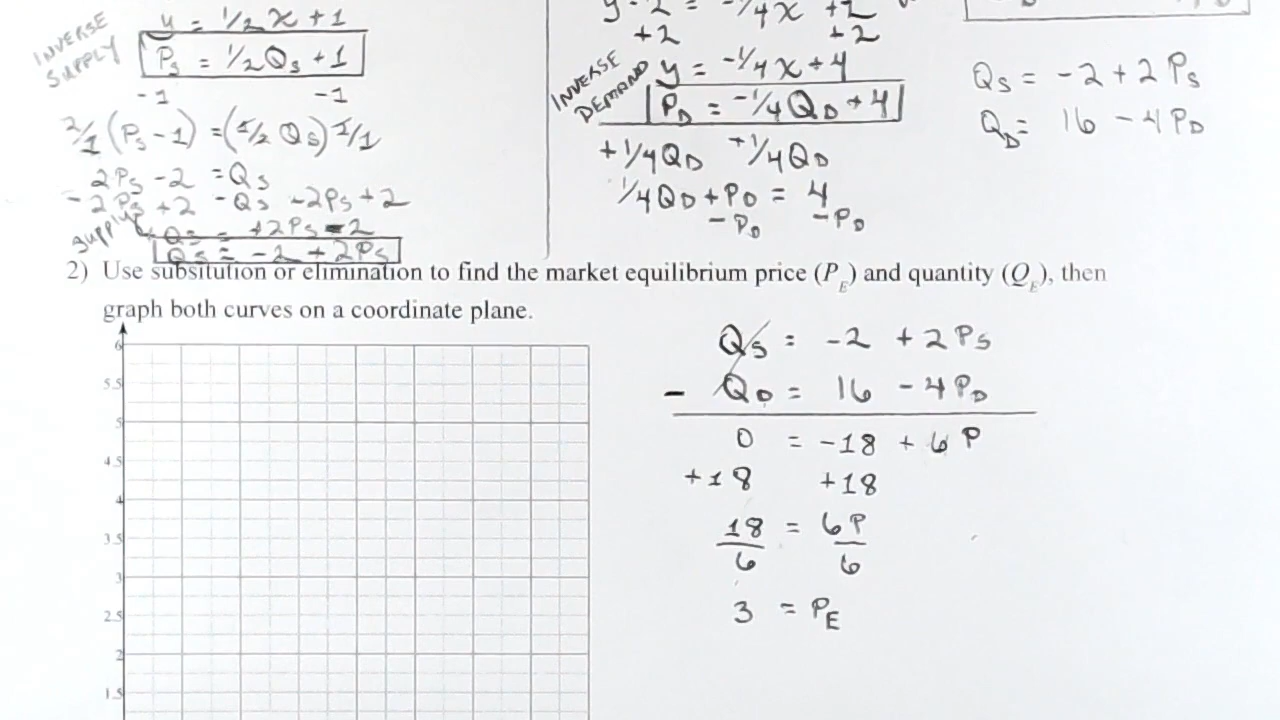 INVERSE SUPPLY
y = 1/2 x + 1
Ps = 1/2 Qs + 1
-1 -1
2/1 (Ps - 1) = (1/2 Qs) 2/1
2Ps - 2 = Qs
- 2Ps + 2 - Qs - 2Ps + 2
Supply
Qs = +2Ps - 2
Qs = -2 + 2Ps
+2 +2
INVERSE DEMAND
y = -1/4 x + 4
PD = -1/4 QD + 4
+1/4 QD +1/4 QD
1/4 QD + PD = 4
-PD -PD
Qs = -2 + 2Ps
QD = 16 - 4PD
2) Use subsitution or elimination to find the market equilibrium price (P_E) and quantity (Q_E), then
graph both curves on a coordinate plane.
6
5.5
5
4.5
4
3.5
3
2.5
2
1.5
Qs = -2 + 2Ps
- QD = 16 - 4PD
0 = -18 + 6P
+18 +18
18 = 6P
6 6
3 = PE